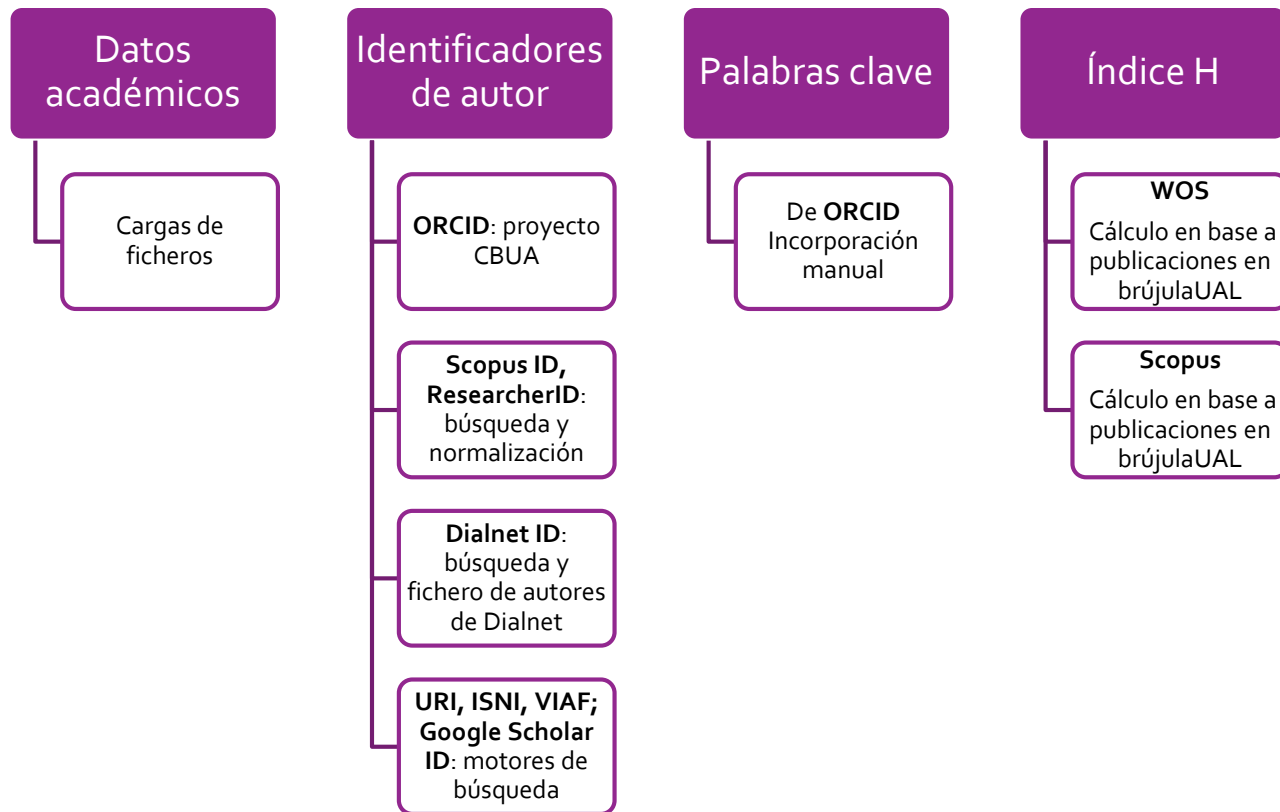 Datos
académicos
Cargas de
ficheros
Identificadores
de autor
ORCID: proyecto
CBUA
Scopus ID,
ResearcherID:
búsqueda y
normalización
Dialnet ID:
búsqueda y
fichero de autores
de Dialnet
URI, ISNI, VIAF;
Google Scholar
ID: motores de
búsqueda
Palabras clave
De ORCID
Incorporación
manual
Índice H
WOS
Cálculo en base a
publicaciones en
brújulaUAL
Scopus
Cálculo en base a
publicaciones en
brújulaUAL